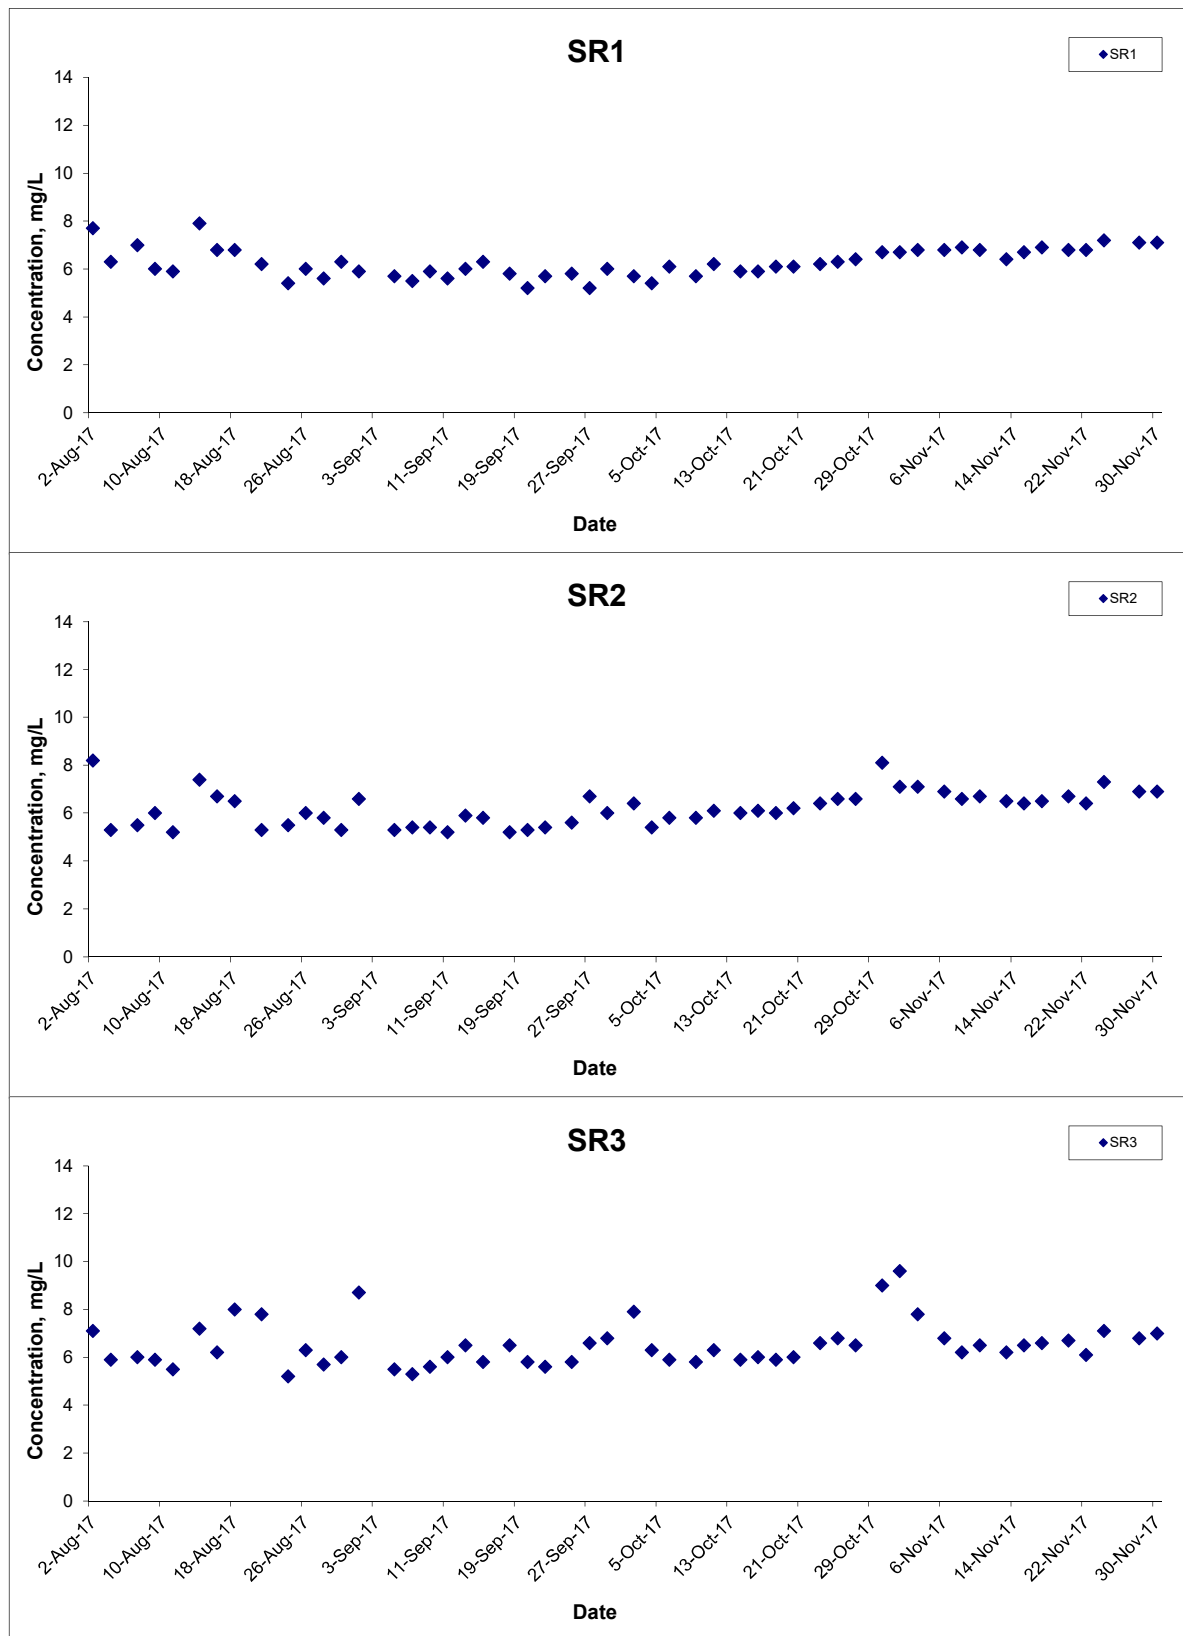 SR1
SR1
14
12
10
8
6
4
2
0
Concentration, mg/L
2-Aug-17
10-Aug-17
18-Aug-17
26-Aug-17
3-Sep-17
11-Sep-17
19-Sep-17
27-Sep-17
5-Oct-17
13-Oct-17
21-Oct-17
29-Oct-17
6-Nov-17
14-Nov-17
22-Nov-17
30-Nov-17
Date
SR2
SR2
14
12
10
8
6
4
2
0
Concentration, mg/L
2-Aug-17
10-Aug-17
18-Aug-17
26-Aug-17
3-Sep-17
11-Sep-17
19-Sep-17
27-Sep-17
5-Oct-17
13-Oct-17
21-Oct-17
29-Oct-17
6-Nov-17
14-Nov-17
22-Nov-17
30-Nov-17
Date
SR3
SR3
14
12
10
8
6
4
2
0
Concentration, mg/L
2-Aug-17
10-Aug-17
18-Aug-17
26-Aug-17
3-Sep-17
11-Sep-17
19-Sep-17
27-Sep-17
5-Oct-17
13-Oct-17
21-Oct-17
29-Oct-17
6-Nov-17
14-Nov-17
22-Nov-17
30-Nov-17
Date